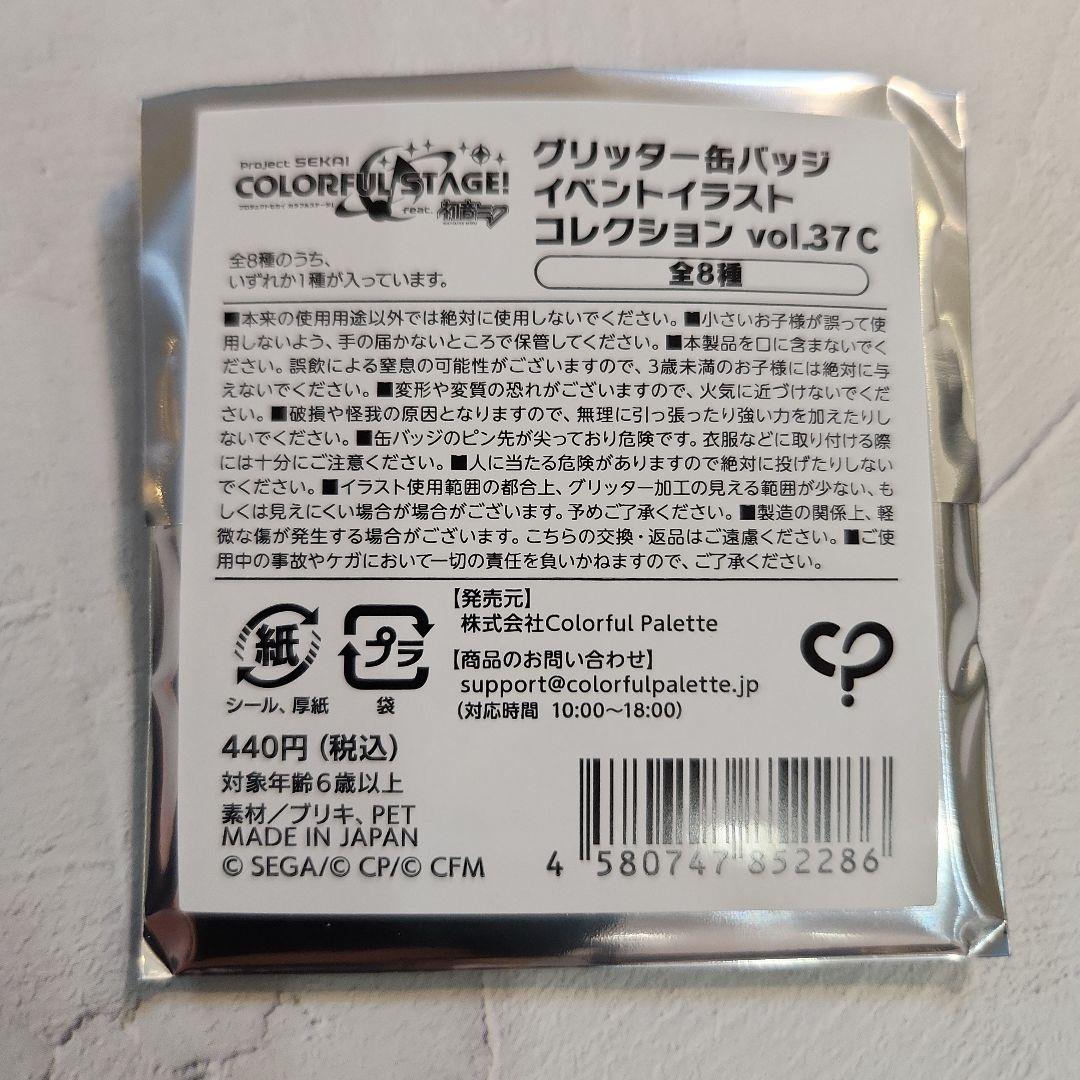 Project SEKAI
COLORFUL STAGE!
プロジェクトセカイ カラフルステージ!
feat. 初音ミク
グリッター缶バッジ
イベントイラスト
コレクション vol.37 C
全8種
全8種のうち、
いずれか1種が入っています。
■本来の使用用途以外では絶対に使用しないでください。■小さいお子様が誤って使
用しないよう、手の届かないところで保管してください。■本製品を口に含まないでく
ださい。誤飲による窒息の可能性がございますので、3歳未満のお子様には絶対に与
えないでください。■変形や変質の恐れがございますので、火気に近づけないでくだ
さい。■破損や怪我の原因となりますので、無理に引っ張ったり強い力を加えたりし
ないでください。■缶バッジのピン先が尖っており危険です。衣服などに取り付ける際
には十分にご注意ください。■人に当たる危険がありますので絶対に投げたりしない
でください。■イラスト使用範囲の都合上、グリッター加工の見える範囲が少ない、も
しくは見えにくい場合が場合がございます。予めご了承ください。■製造の関係上、軽
微な傷が発生する場合がございます。こちらの交換・返品はご遠慮ください。■ご使
用中の事故やケガにおいて一切の責任を負いかねますので、ご了承ください。
紙
シール、厚紙
プラ
袋
【発売元】
株式会社Colorful Palette
【商品のお問い合わせ】
support@colorfulpalette.jp
(対応時間 10:00～18:00)
440円(税込)
対象年齢6歳以上
素材/ブリキ、PET
MADE IN JAPAN
© SEGA/© CP/© CFM
4 580747 852286